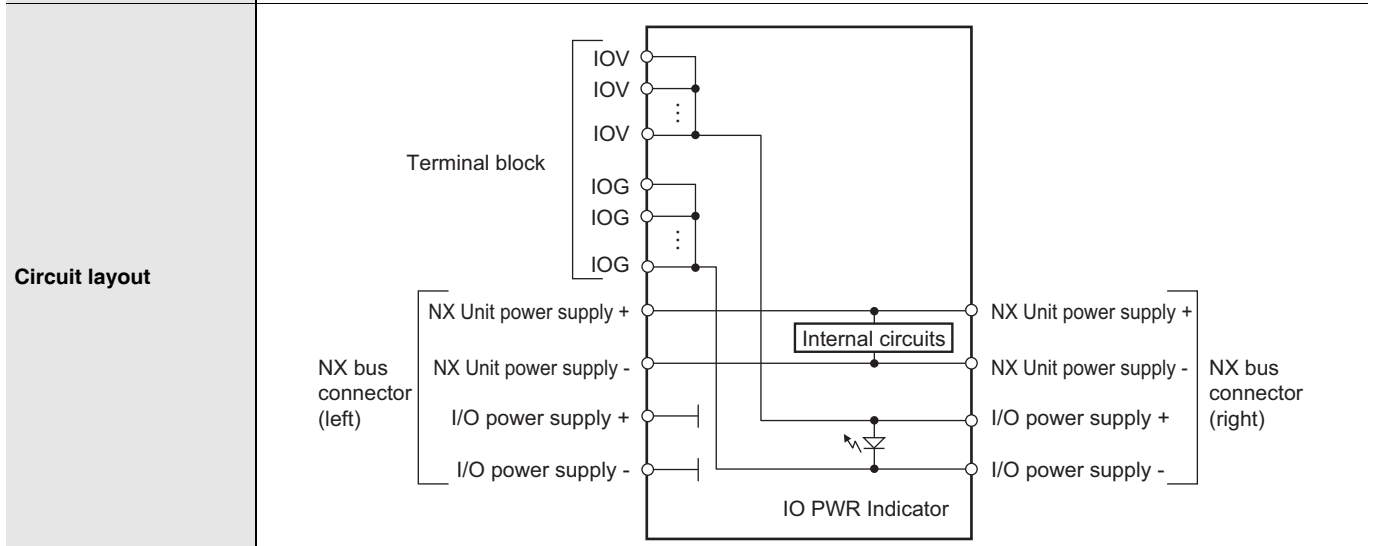 Circuit layout
Terminal block
IOV
IOV
IOV
IOG
IOG
IOG
NX bus
connector
(left)
NX Unit power supply +
NX Unit power supply -
I/O power supply +
I/O power supply -
Internal circuits
IO PWR Indicator
NX Unit power supply +
NX Unit power supply -
I/O power supply +
I/O power supply -
NX bus
connector
(right)